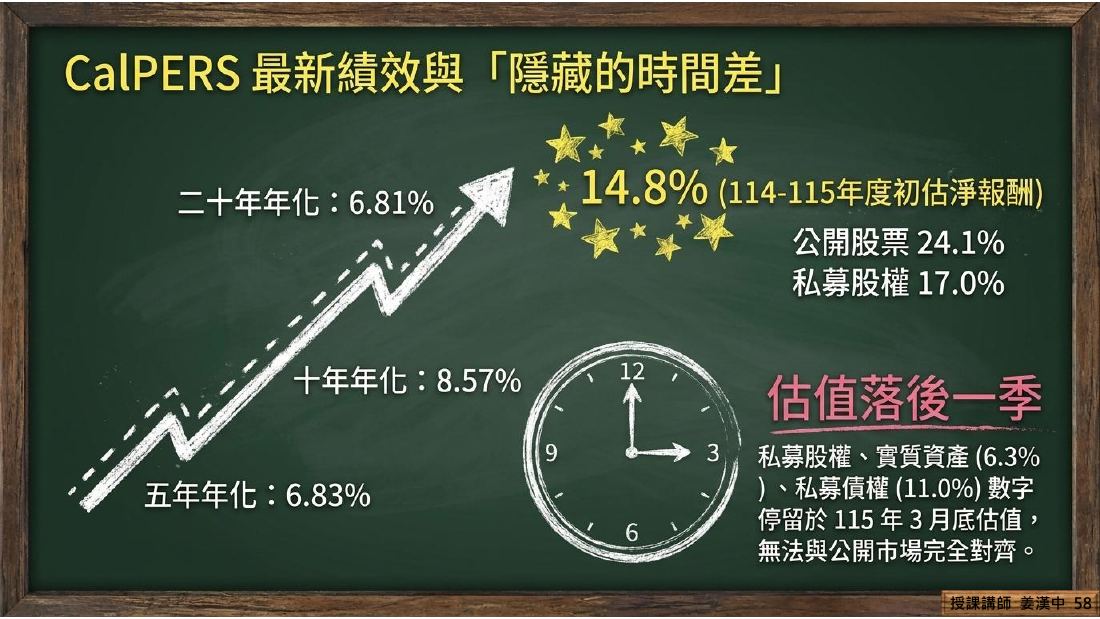 CalPERS 最新績效與「隱藏的時間差」
二十年年化：6.81%
14.8% (114-115年度初估淨報酬)
公開股票 24.1%
私募股權 17.0%
十年年化：8.57%
五年年化：6.83%
12
3
6
9
估值落後一季
私募股權、實質資產 (6.3%
) 、私募債權 (11.0%) 數字
停留於 115 年 3 月底估值，
無法與公開市場完全對齊。
授課講師 姜漢中 58